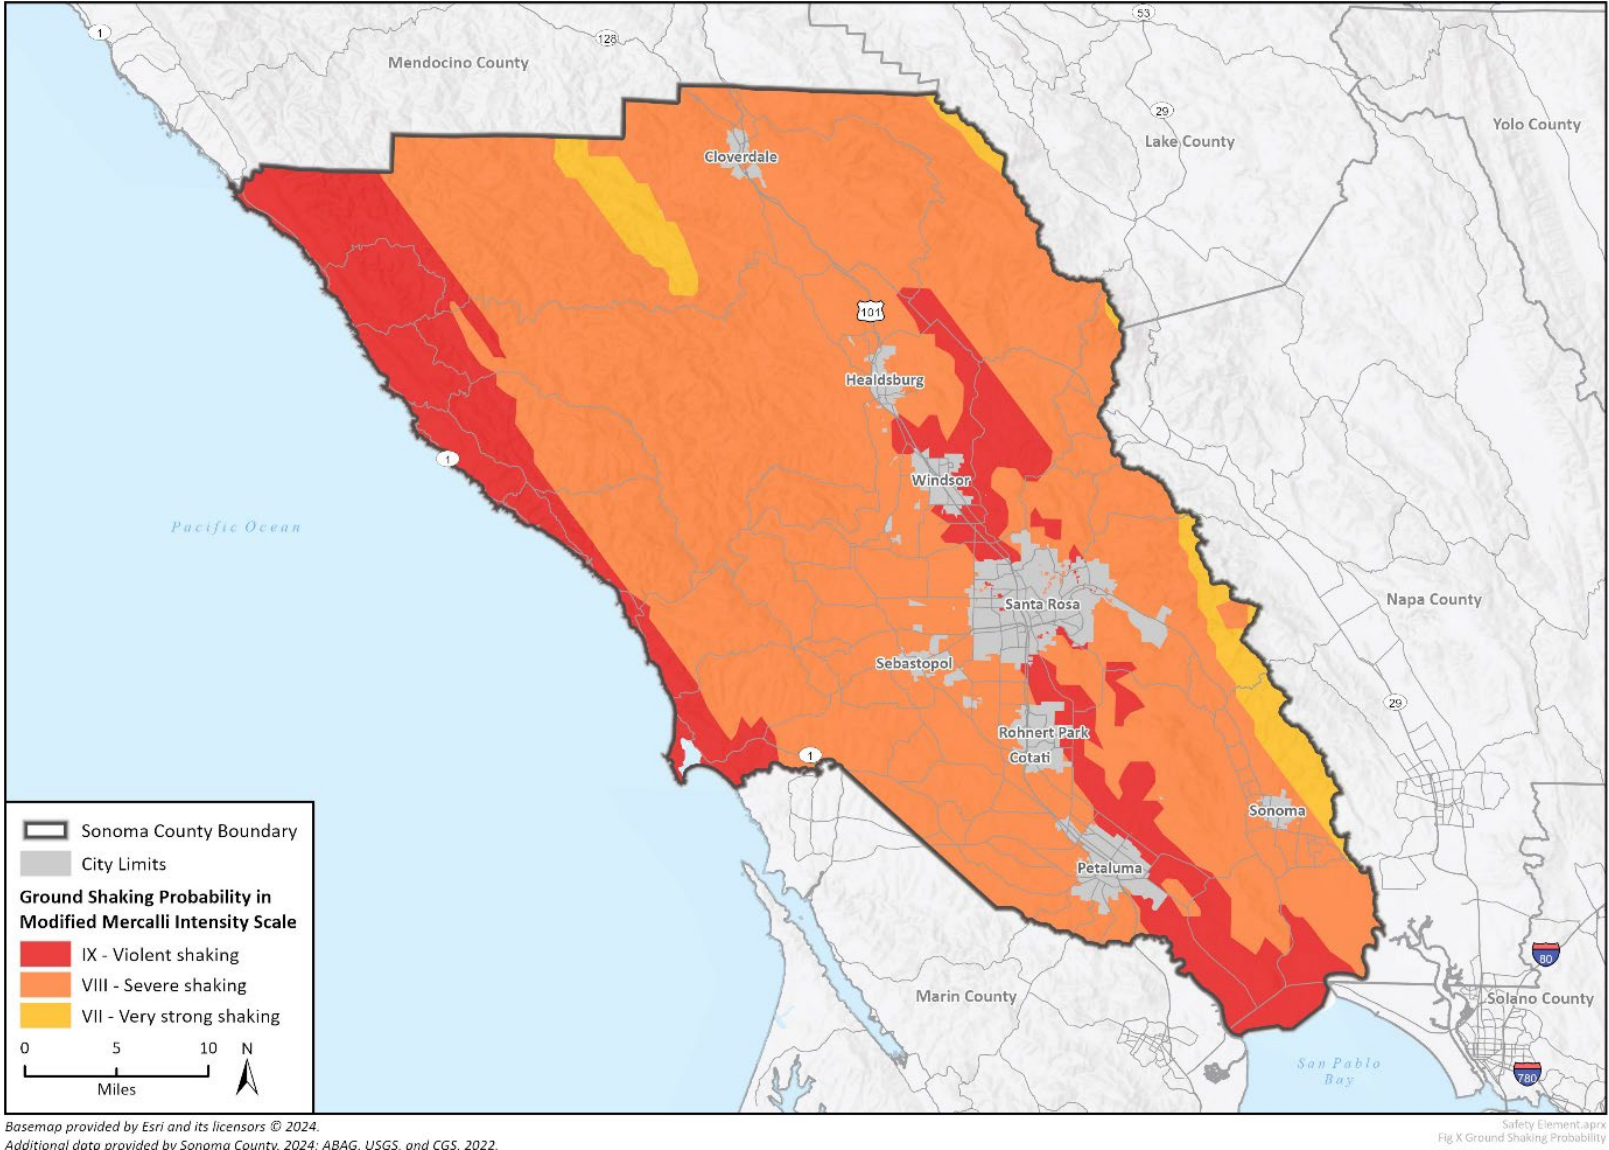 1
128
53
Mendocino County
29
Lake County
Yolo County
Cloverdale
101
Healdsburg
1
Windsor
Pacific Ocean
Santa Rosa
Napa County
Sebastopol
29
Rohnert Park
Cotati
1
Sonoma
Petaluma
Marin County
80
Solano County
San Pablo
Bay
780
Sonoma County Boundary
City Limits
Ground Shaking Probability in
Modified Mercalli Intensity Scale
IX - Violent shaking
VIII - Severe shaking
VII - Very strong shaking
0 5 10 N
Miles
Basemap provided by Esri and its licensors © 2024.
Additional data provided by Sonoma County, 2024; ABAG, USGS, and CGS, 2022.
Safety Element.aprx
Fig X Ground Shaking Probability